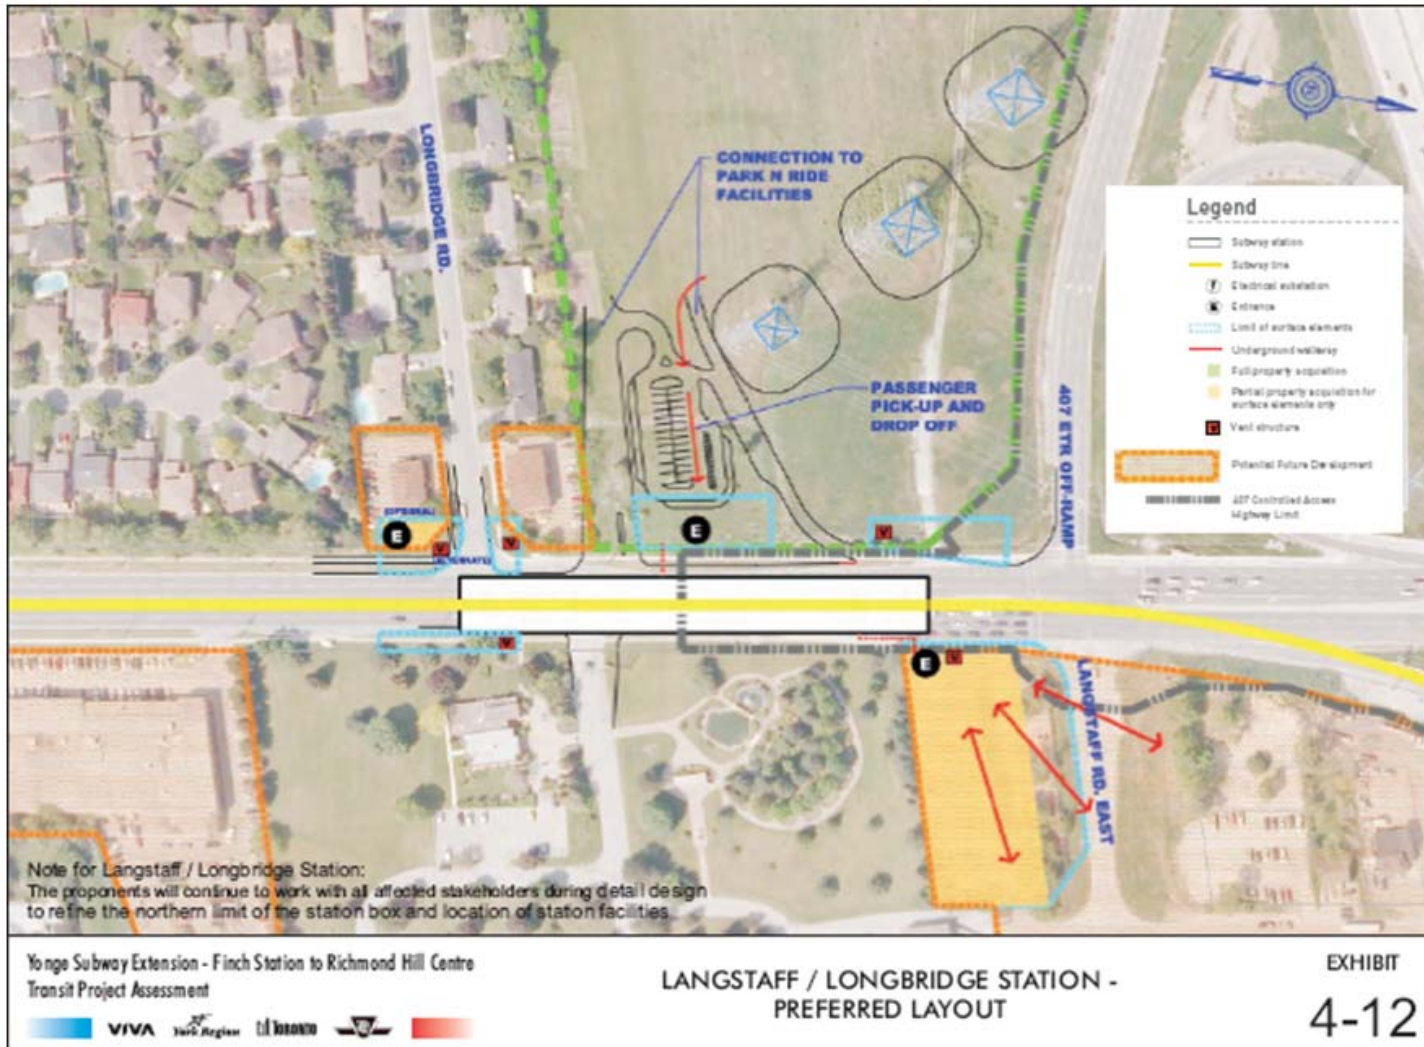 LONGBRIDGE RD.
CONNECTION TO
PARK N RIDE
FACILITIES
PASSENGER
PICK-UP AND
DROP OFF
407 ETR OFF-RAMP
Legend
Subway station
Subway line
Electrical substation
Entrance
Limit of surface elements
Underground walkway
Full property acquisition
Partial property acquisition for
surface elements only
V
Vent structure
Potential Future Development
407 Controlled Access
Highway Limit
(OPTIONAL)
E
V
V
(ALTERNATE)
E
V
V
E
V
LANGSTAFF RD. EAST
Note for Langstaff / Longbridge Station:
The proponents will continue to work with all affected stakeholders during detail design
to refine the northern limit of the station box and location of station facilities.
Yonge Subway Extension - Finch Station to Richmond Hill Centre
Transit Project Assessment
VIVA York Region TORONTO
LANGSTAFF / LONGBRIDGE STATION -
PREFERRED LAYOUT
EXHIBIT
4-12